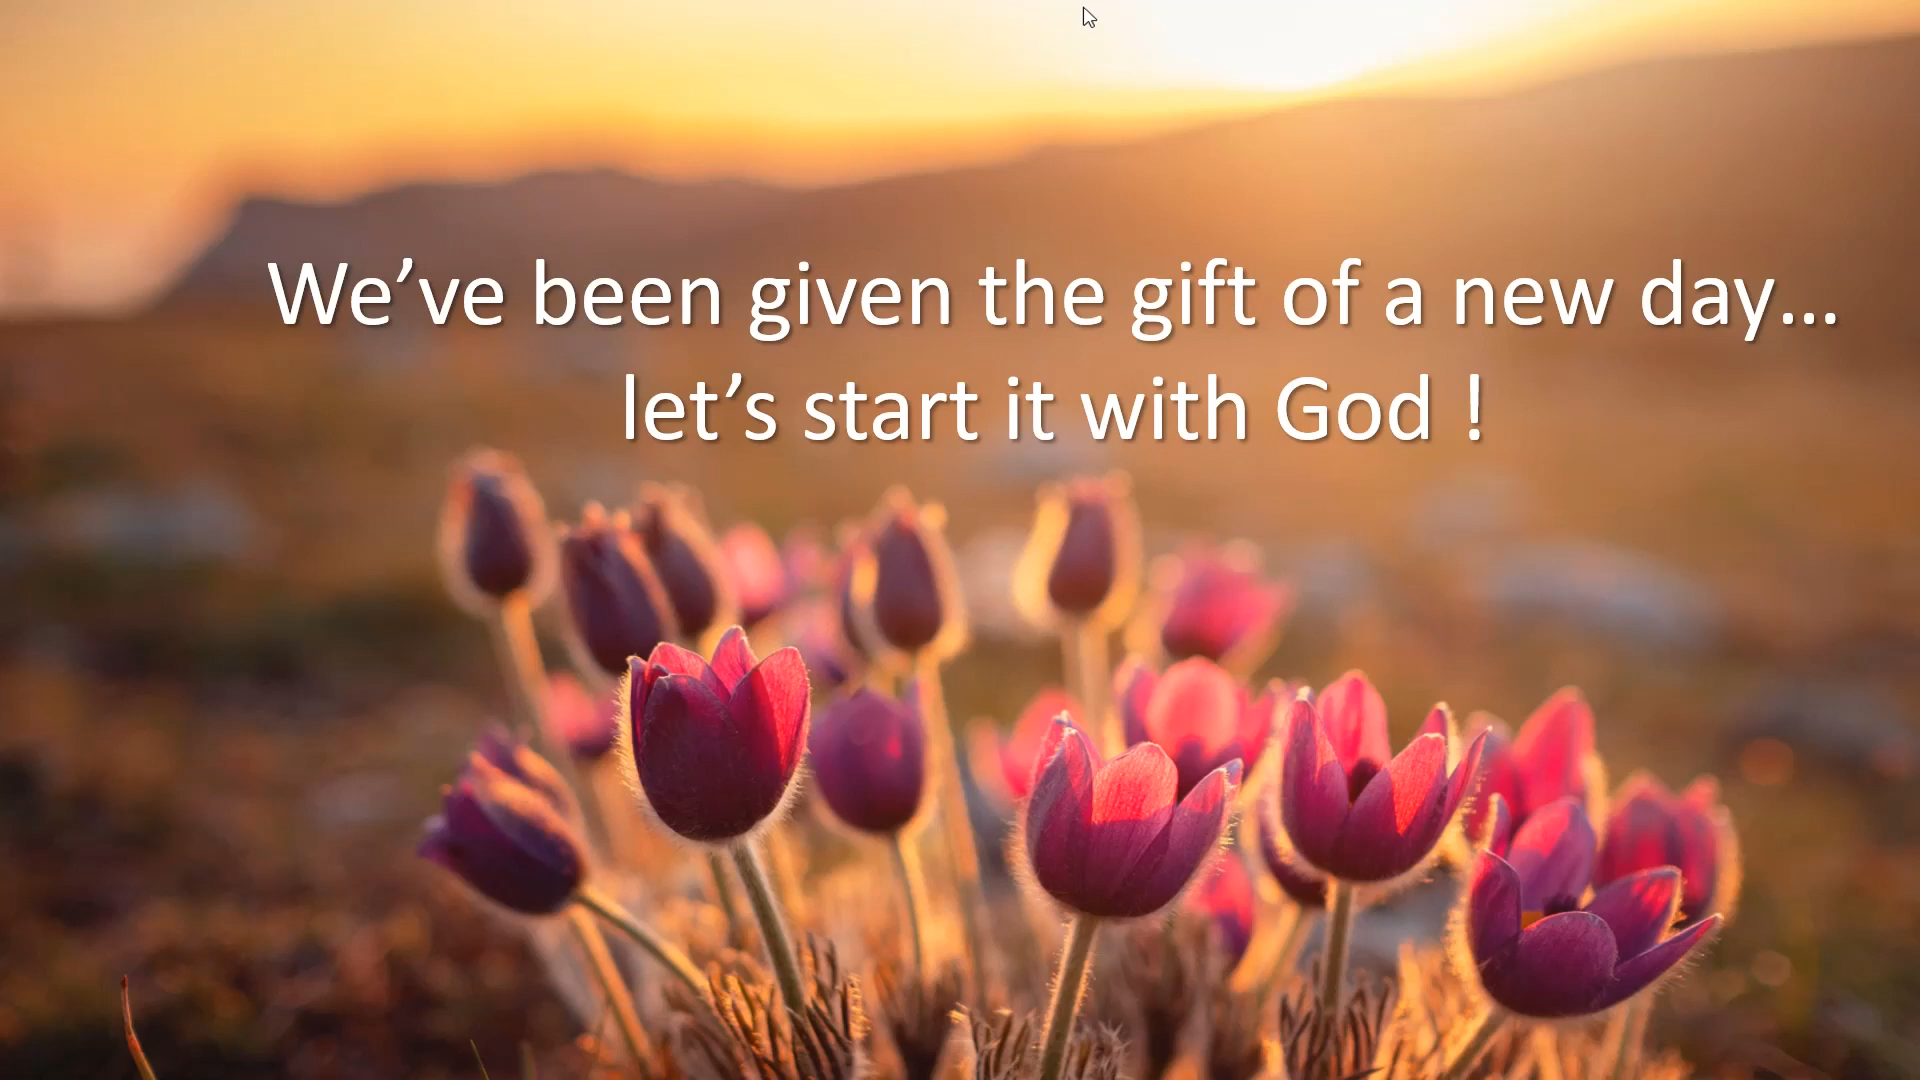 We’ve been given the gift of a new day…
let’s start it with God !